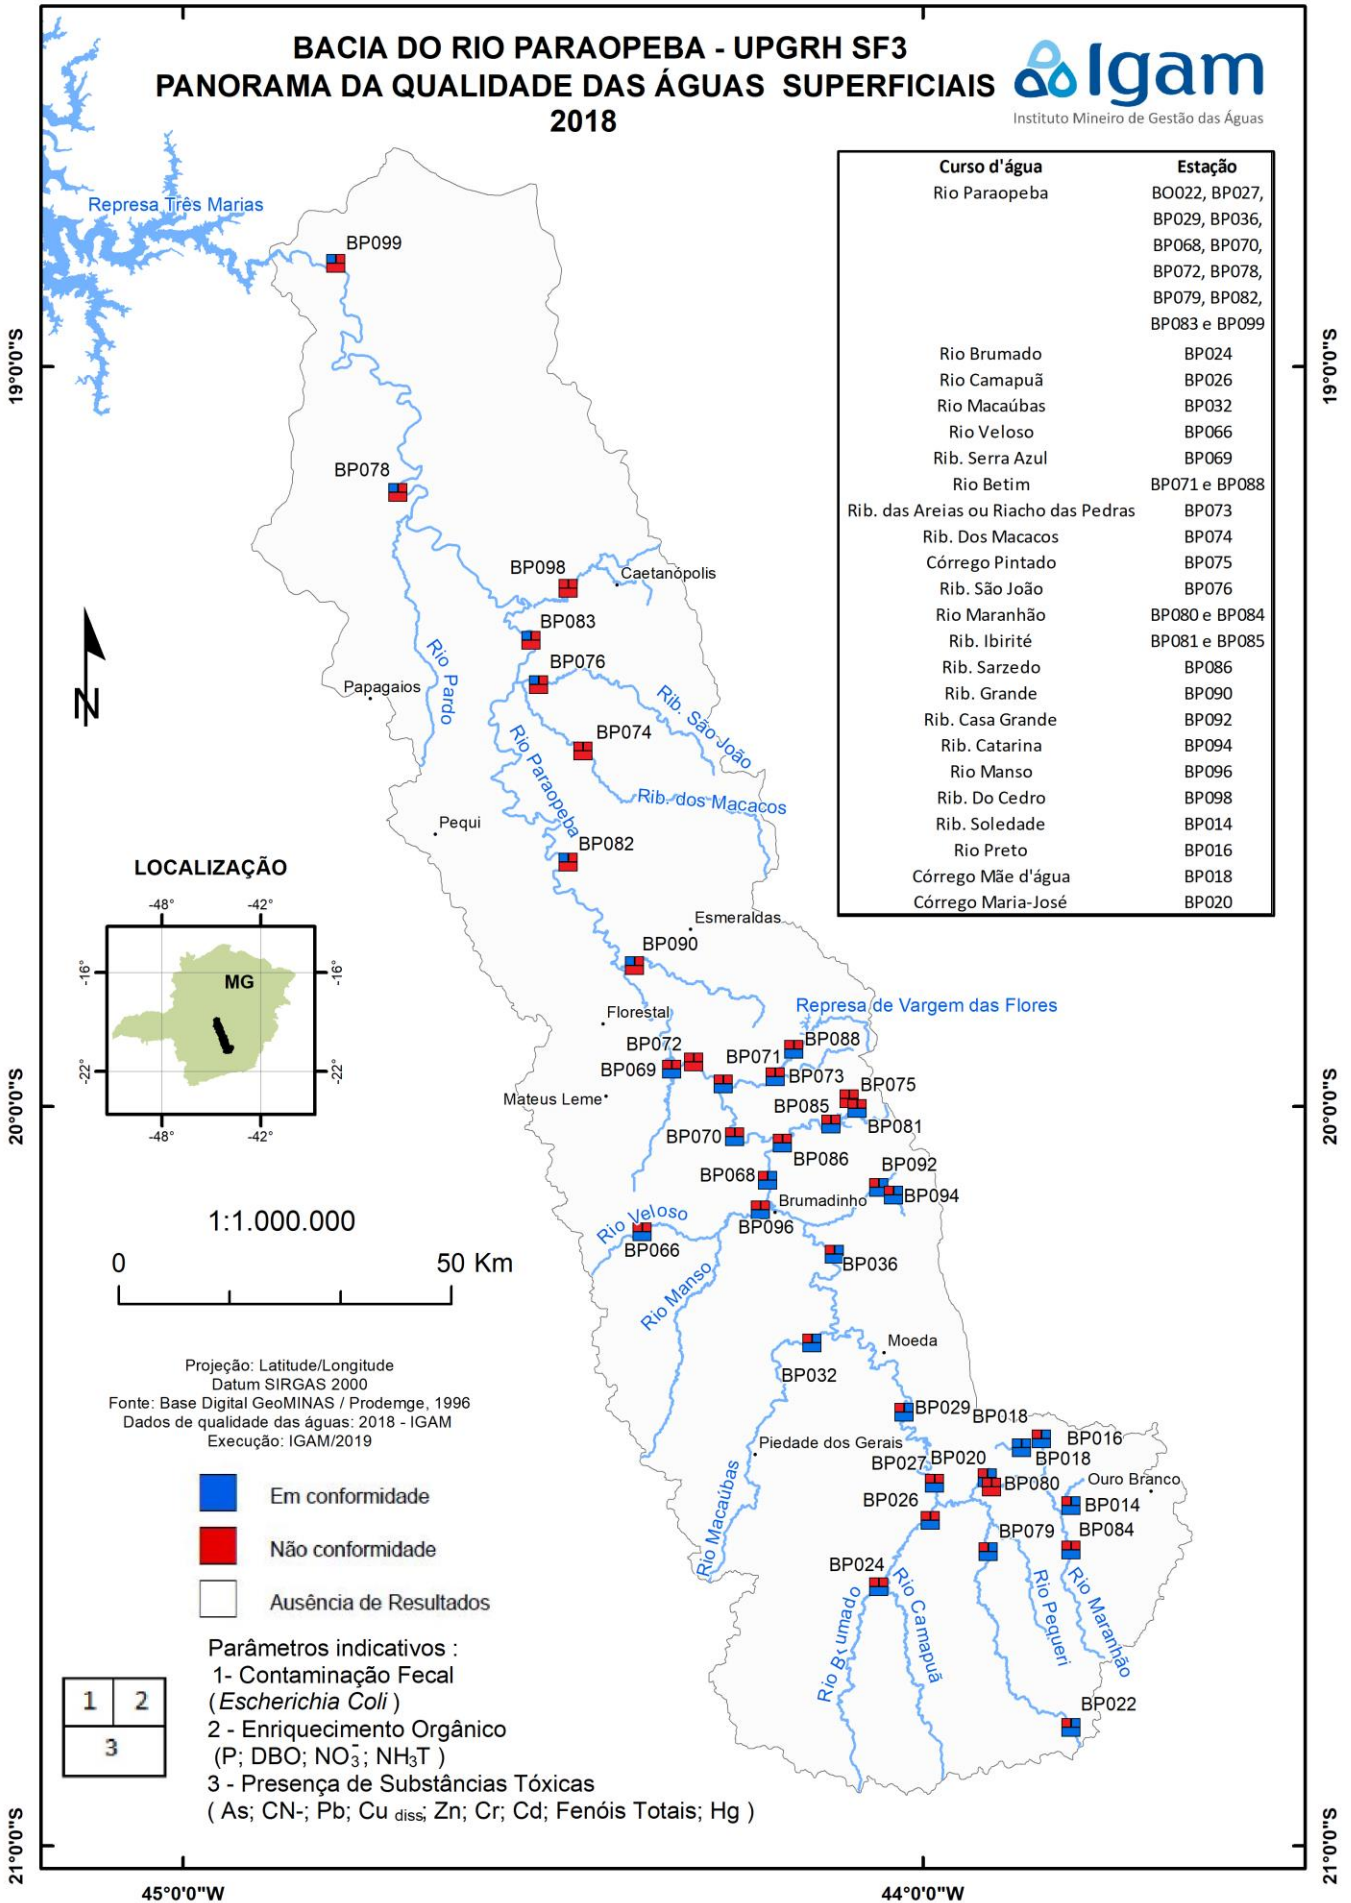 BACIA DO RIO PARAOPEBA - UPGRH SF3
PANORAMA DA QUALIDADE DAS ÁGUAS SUPERFICIAIS
2018
Igam
Instituto Mineiro de Gestão das Águas
Curso d'água Estação
Rio Paraopeba BO022, BP027,
BP029, BP036,
BP068, BP070,
BP072, BP078,
BP079, BP082,
BP083 e BP099
Rio Brumado BP024
Rio Camapuã BP026
Rio Macaúbas BP032
Rio Veloso BP066
Rib. Serra Azul BP069
Rio Betim BP071 e BP088
Rib. das Areias ou Riacho das Pedras BP073
Rib. Dos Macacos BP074
Córrego Pintado BP075
Rib. São João BP076
Rio Maranhão BP080 e BP084
Rib. Ibirité BP081 e BP085
Rib. Sarzedo BP086
Rib. Grande BP090
Rib. Casa Grande BP092
Rib. Catarina BP094
Rio Manso BP096
Rib. Do Cedro BP098
Rib. Soledade BP014
Rio Preto BP016
Córrego Mãe d'água BP018
Córrego Maria-José BP020
Represa Três Marias
BP099
19°0'0"S
19°0'0"S
BP078
BP098
Caetanópolis
BP083
BP076
Rio Pardo
Papagaios
Rib. São João
N
BP074
Rio Paraopeba
Rib. dos Macacos
Pequi
BP082
Esmeraldas
BP090
Represa de Vargem das Flores
Florestal
BP072
BP071
BP088
BP069
BP073
BP075
Mateus Leme
BP085
BP081
20°0'0"S
20°0'0"S
BP070
BP086
BP092
BP068
BP094
Brumadinho
BP096
Rio Veloso
BP066
BP036
Rio Manso
Moeda
BP032
BP029
BP018
BP016
BP018
Piedade dos Gerais
BP027
BP020
BP080
Ouro Branco
BP026
BP014
BP079
BP084
Rio Macaúbas
BP024
Rio Camapuã
Rio Pequeri
Rio Maranhão
Rio B umado
BP022
LOCALIZAÇÃO
-48° -42°
-16° -16°
MG
-22° -22°
-48° -42°
1:1.000.000
0 50 Km
Projeção: Latitude/Longitude
Datum SIRGAS 2000
Fonte: Base Digital GeoMINAS / Prodemge, 1996
Dados de qualidade das águas: 2018 - IGAM
Execução: IGAM/2019
Em conformidade
Não conformidade
Ausência de Resultados
Parâmetros indicativos :
1- Contaminação Fecal
(Escherichia Coli )
2 - Enriquecimento Orgânico
(P; DBO; NO₃⁻; NH₃T )
3 - Presença de Substâncias Tóxicas
( As; CN-; Pb; Cu diss; Zn; Cr; Cd; Fenóis Totais; Hg )
1 2
3
21°0'0"S
21°0'0"S
45°0'0"W 44°0'0"W